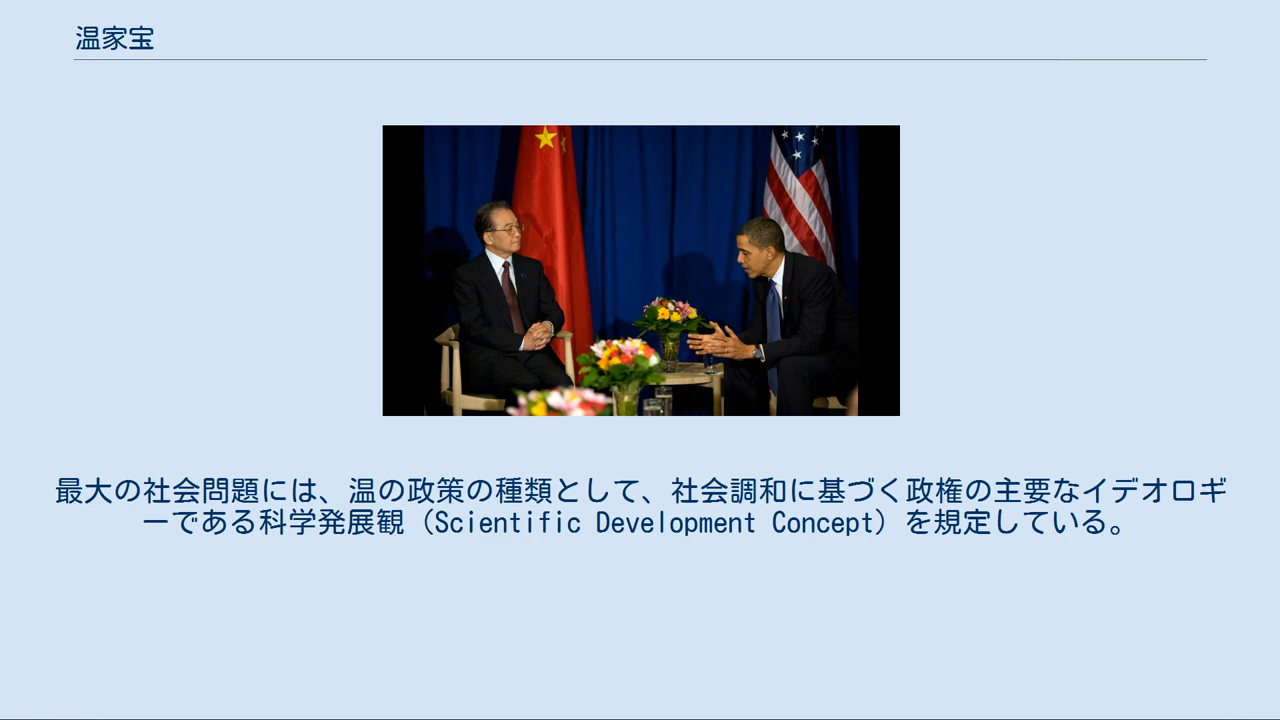 温家宝
最大の社会問題には、温の政策の種類として、社会調和に基づく政権の主要なイデオロギ
ーである科学発展観（Scientific Development Concept）を規定している。